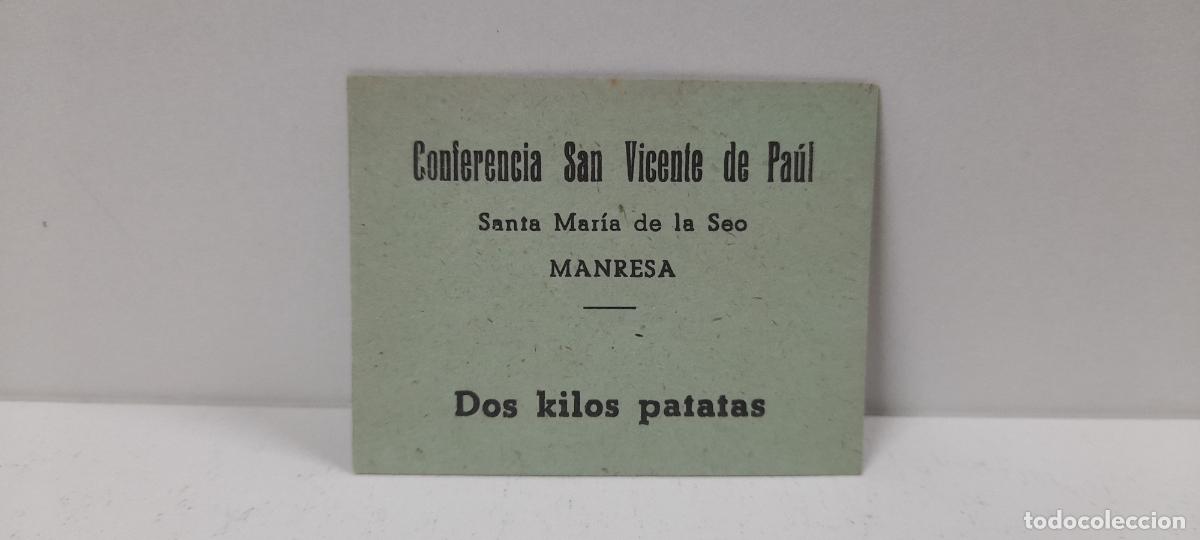 Conferencia San Vicente de Paúl
Santa María de la Seo
MANRESA
Dos kilos patatas
todocoleccion